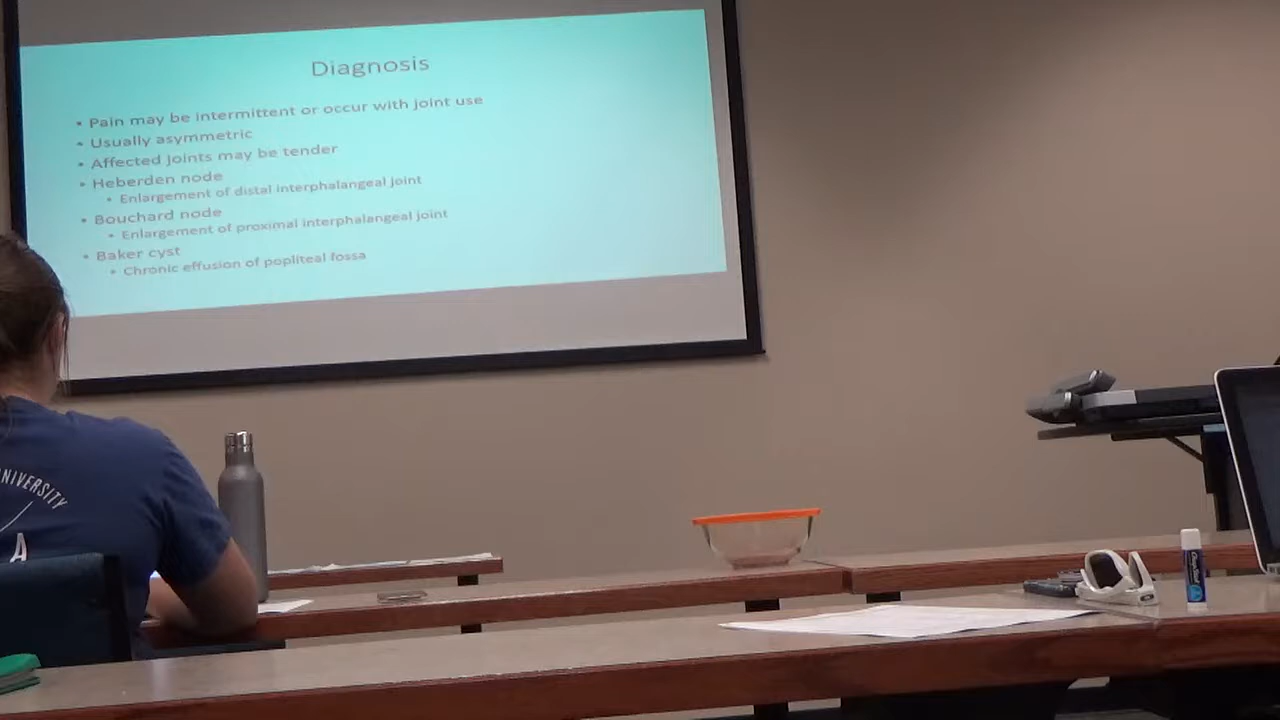 Diagnosis
• Pain may be intermittent or occur with joint use
• Usually asymmetric
• Affected joints may be tender
• Heberden node
• Enlargement of distal interphalangeal joint
• Bouchard node
• Enlargement of proximal interphalangeal joint
• Baker cyst
• Chronic effusion of popliteal fossa
NIVERSITY
A
ChapStick